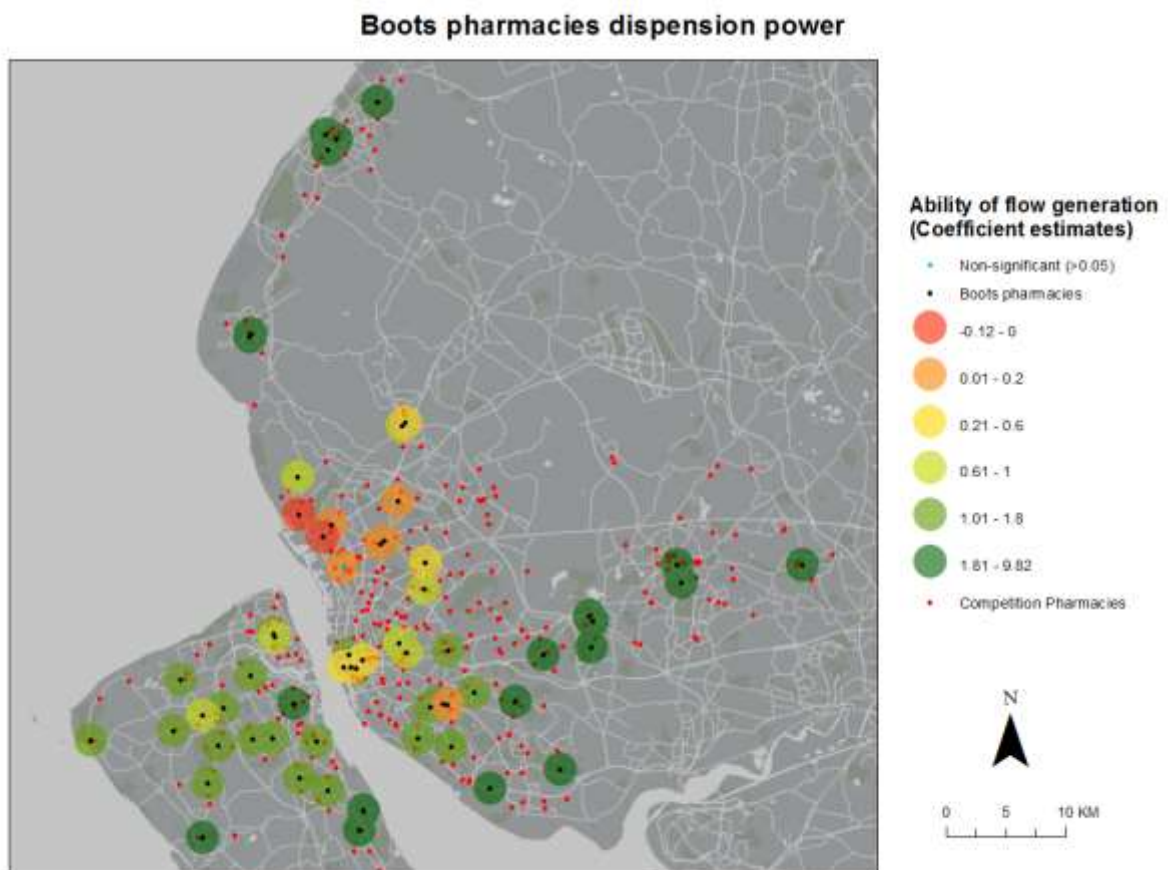 Boots pharmacies dispension power
Ability of flow generation
(Coefficient estimates)
Non-significant (>0.05)
Boots pharmacies
-0.12 - 0
0.01 - 0.2
0.21 - 0.6
0.61 - 1
1.01 - 1.8
1.81 - 9.82
Competition Pharmacies
N
0 5 10 KM